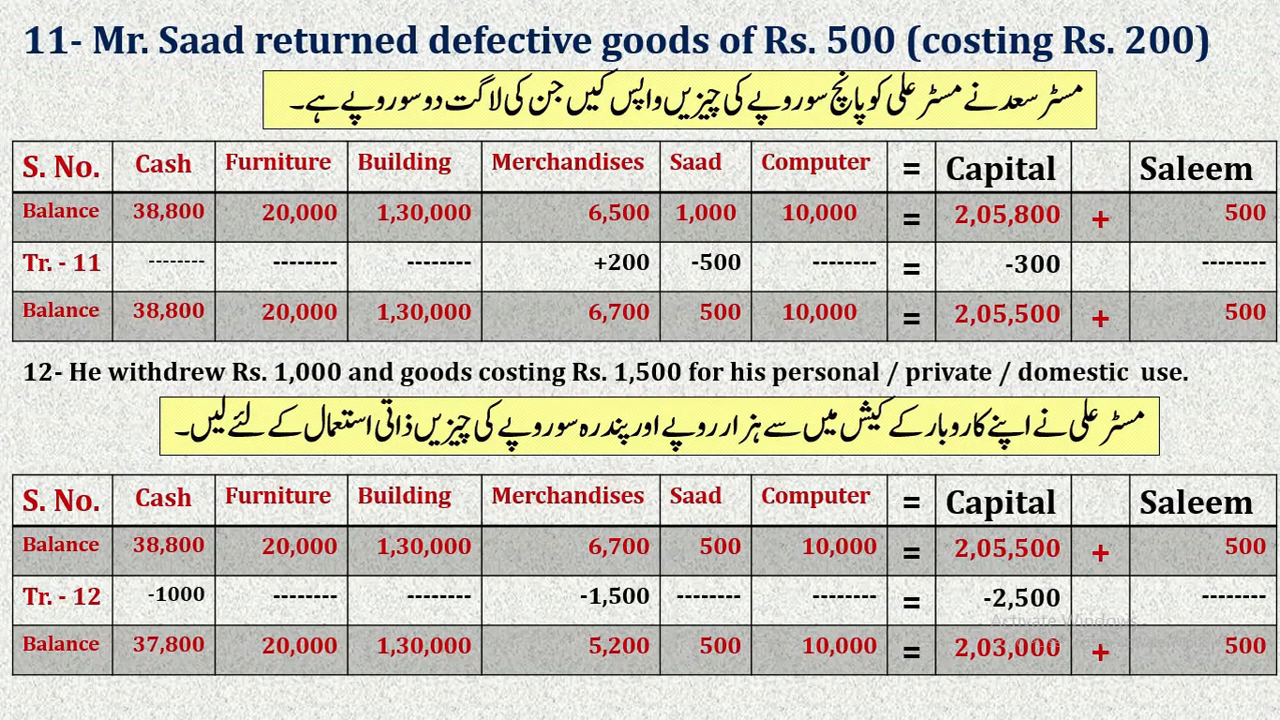 11- Mr. Saad returned defective goods of Rs. 500 (costing Rs. 200)
مسٹر سعد نے مسٹر علی کو پانچ سو روپے کی چیزیں واپس کیں جن کی لاگت دو سو روپے ہے۔
S. No. Cash Furniture Building Merchandises Saad Computer = Capital Saleem
Balance 38,800 20,000 1,30,000 6,500 1,000 10,000 = 2,05,800 + 500
Tr. - 11 -------- -------- -------- +200 -500 -------- = -300 --------
Balance 38,800 20,000 1,30,000 6,700 500 10,000 = 2,05,500 + 500
12- He withdrew Rs. 1,000 and goods costing Rs. 1,500 for his personal / private / domestic use.
مسٹر علی نے اپنے کاروبار کے کیش میں سے ہزار روپے اور پندرہ سو روپے کی چیزیں ذاتی استعمال کے لئے لیں۔
S. No. Cash Furniture Building Merchandises Saad Computer = Capital Saleem
Balance 38,800 20,000 1,30,000 6,700 500 10,000 = 2,05,500 + 500
Tr. - 12 -1000 -------- -------- -1,500 -------- -------- = -2,500 --------
Activate Windows
Balance 37,800 20,000 1,30,000 5,200 500 10,000 = 2,03,000 + 500